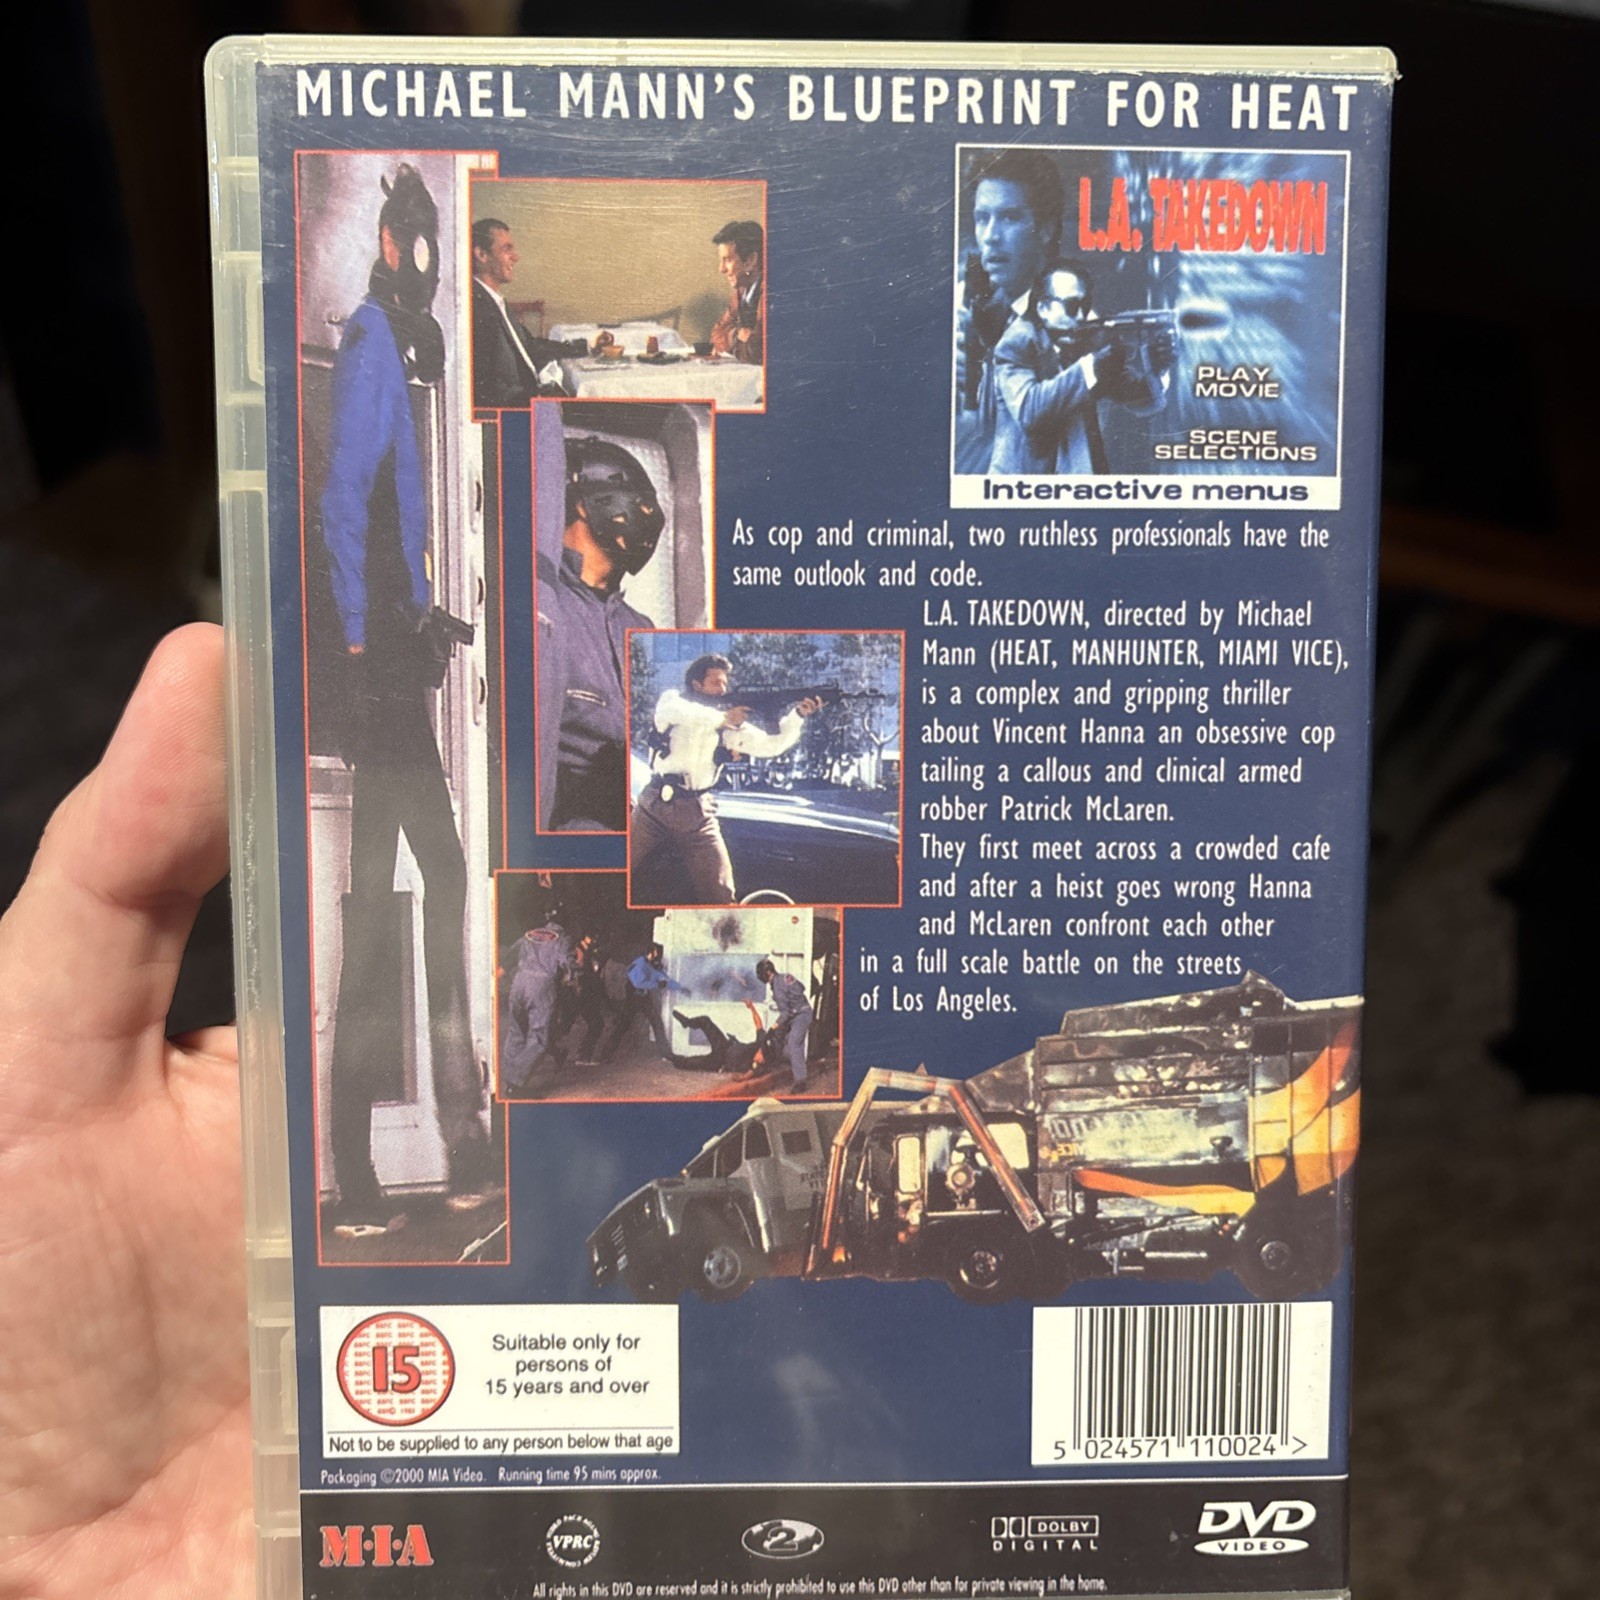 MICHAEL MANN'S BLUEPRINT FOR HEAT
L.A. TAKEDOWN
PLAY
MOVIE
SCENE
SELECTIONS
Interactive menus
As cop and criminal, two ruthless professionals have the
same outlook and code.
L.A. TAKEDOWN, directed by Michael
Mann (HEAT, MANHUNTER, MIAMI VICE),
is a complex and gripping thriller
about Vincent Hanna an obsessive cop
tailing a callous and clinical armed
robber Patrick McLaren.
They first meet across a crowded cafe
and after a heist goes wrong Hanna
and McLaren confront each other
in a full scale battle on the streets
of Los Angeles.
15
Suitable only for
persons of
15 years and over
Not to be supplied to any person below that age
5 024571 110024 >
Packaging ©2000 MIA Video. Running time 95 mins approx.
M·I·A
VPRC
2
DOLBY
DIGITAL
DVD
VIDEO
All rights in this DVD are reserved and it is strictly prohibited to use this DVD other than for private viewing in the home.